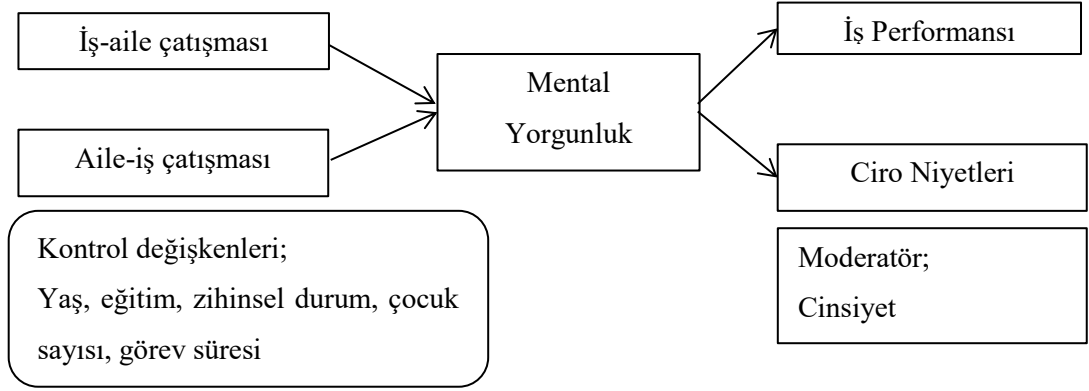 İş-aile çatışması
Aile-iş çatışması
Mental
Yorgunluk
İş Performansı
Ciro Niyetleri
Kontrol değişkenleri;
Yaş, eğitim, zihinsel durum, çocuk
sayısı, görev süresi
Moderatör;
Cinsiyet